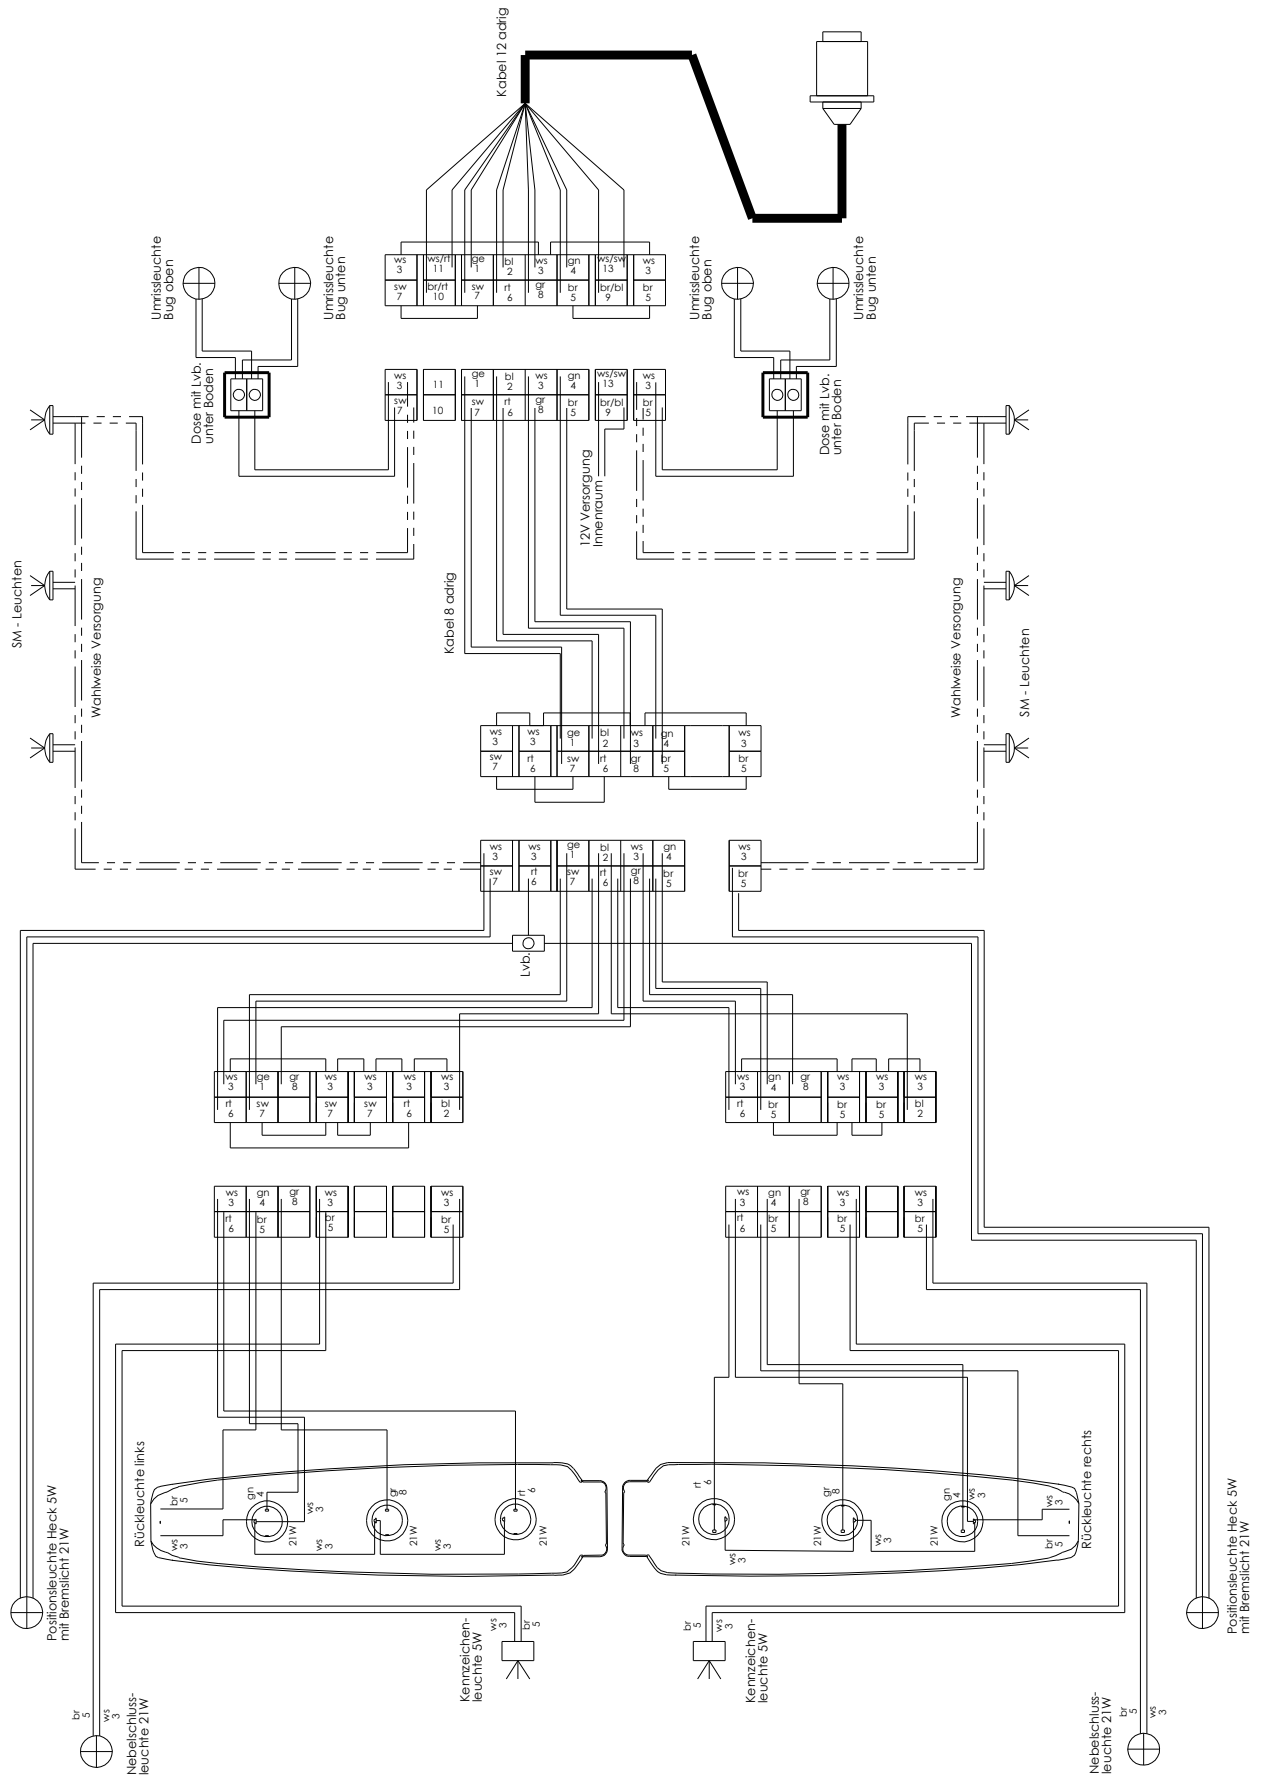 Kabel 12 adrig
Umrissleuchte
Bug oben
Umrissleuchte
Bug unten
Umrissleuchte
Bug oben
Umrissleuchte
Bug unten
ws 3
ws/rt 11
ge 1
bl 2
ws 3
gn 4
ws/sw 13
ws 3
sw 7
br/rt 10
sw 7
rt 6
gr 8
br 5
br/bl 9
br 5
Dose mit Lvb.
unter Boden
Dose mit Lvb.
unter Boden
ws 3
11
ge 1
bl 2
ws 3
gn 4
ws/sw 13
ws 3
sw 7
10
sw 7
rt 6
gr 8
br 5
br/bl 9
br 5
12V Versorgung
Innenraum
SM - Leuchten
Wahlweise Versorgung
Kabel 8 adrig
Wahlweise Versorgung
SM - Leuchten
ws 3
ws 3
ge 1
bl 2
ws 3
gn 4
ws 3
sw 7
rt 6
sw 7
rt 6
gr 8
br 5
br 5
ws 3
ws 3
ge 1
bl 2
ws 3
gn 4
ws 3
sw 7
rt 6
sw 7
rt 6
gr 8
br 5
br 5
Lvb.
ws 3
ge 1
gr 8
ws 3
ws 3
ws 3
ws 3
rt 6
sw 7
sw 7
sw 7
rt 6
bl 2
ws 3
gn 4
gr 8
ws 3
ws 3
ws 3
rt 6
br 5
br 5
br 5
bl 2
ws 3
gn 4
gr 8
ws 3
ws 3
rt 6
br 5
br 5
br 5
ws 3
gn 4
gr 8
ws 3
ws 3
rt 6
br 5
br 5
br 5
Rückleuchte links
br 5
ws 3
gn 4
21W
ws 3
ws 3
gr 8
21W
ws 3
rt 6
21W
rt 6
21W
ws 3
gr 8
21W
ws 3
gn 4
ws 3
21W
ws 3
br 5
Rückleuchte rechts
Positionsleuchte Heck 5W
mit Bremslicht 21W
Positionsleuchte Heck 5W
mit Bremslicht 21W
Kennzeichen-
leuchte 5W
ws 3
br 5
br 5
ws 3
Kennzeichen-
leuchte 5W
br 5
ws 3
Nebelschluss-
leuchte 21W
br 5
ws 3
Nebelschluss-
leuchte 21W